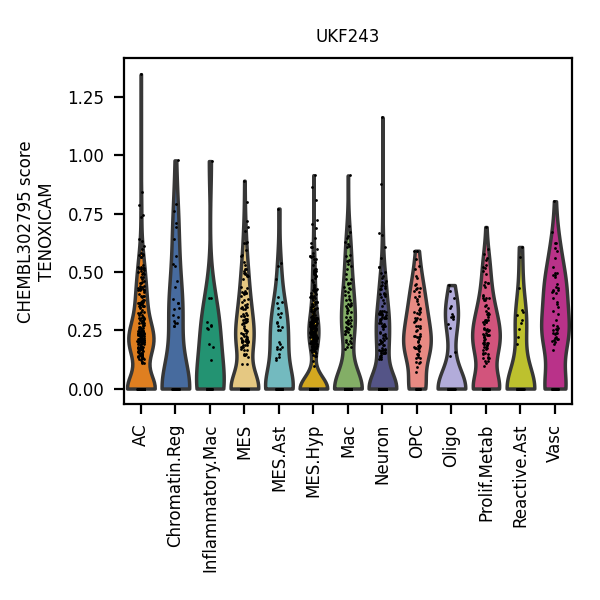 UKF243
CHEMBL302795 score
TENOXICAM
1.25
1.00
0.75
0.50
0.25
0.00
AC
Chromatin.Reg
Inflammatory.Mac
MES
MES.Ast
MES.Hyp
Mac
Neuron
OPC
Oligo
Prolif.Metab
Reactive.Ast
Vasc